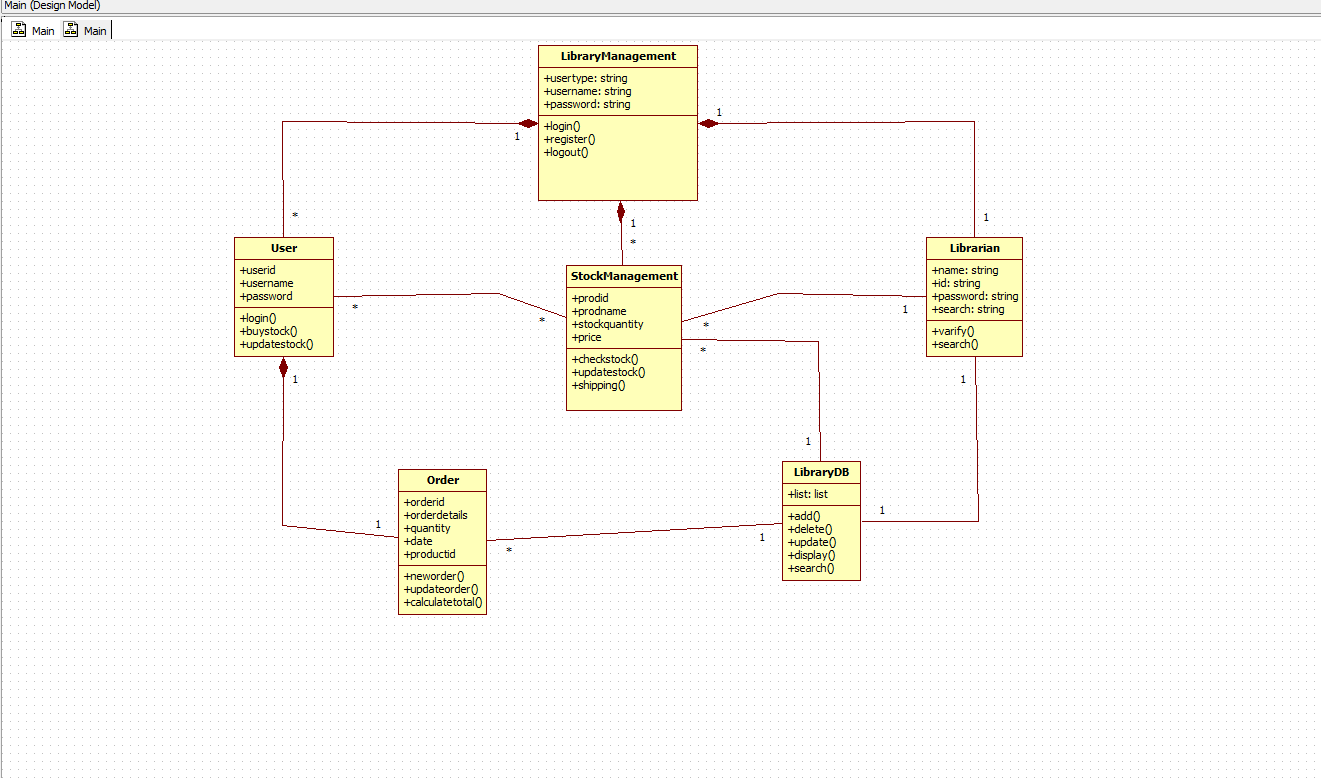 Main (Design Model)
Main
Main
LibraryManagement
+usertype: string
+username: string
+password: string
+login()
+register()
+logout()
1
1
1
*
*
1
User
+userid
+username
+password
+login()
+buystock()
+updatestock()
StockManagement
+prodid
+prodname
+stockquantity
+price
+checkstock()
+updatestock()
+shipping()
Librarian
+name: string
+id: string
+password: string
+search: string
+varify()
+search()
*
*
*
1
*
1
1
1
Order
+orderid
+orderdetails
+quantity
+date
+productid
+neworder()
+updateorder()
+calculatetotal()
LibraryDB
+list: list
+add()
+delete()
+update()
+display()
+search()
1
1
*
1